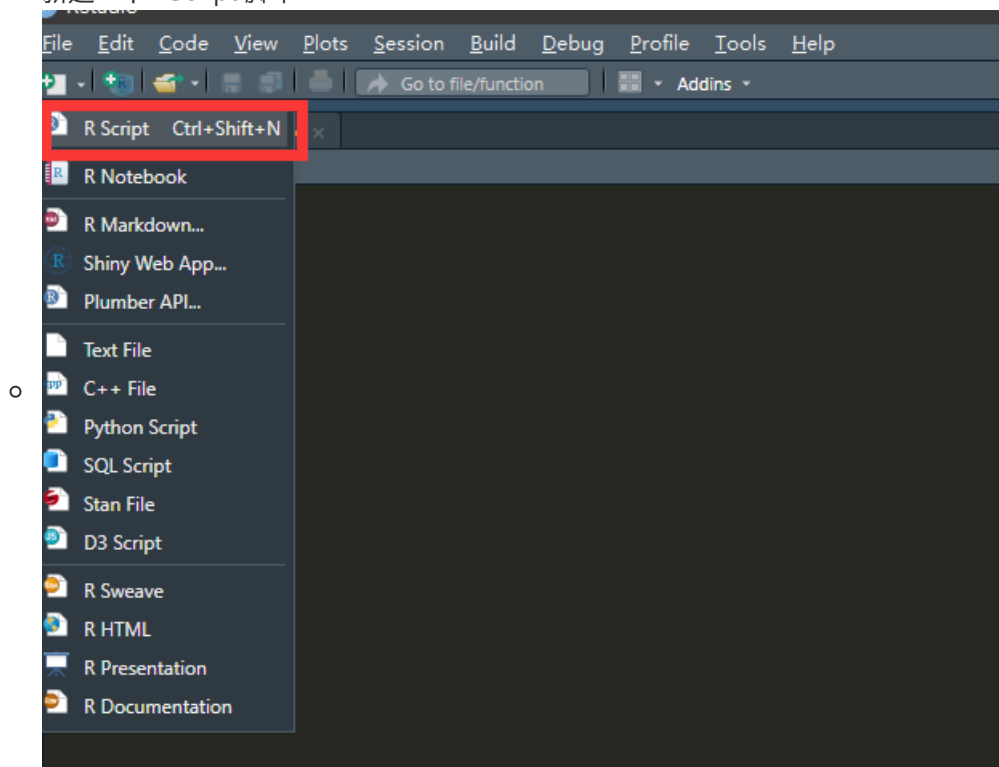 File Edit Code View Plots Session Build Debug Profile Tools Help
Go to file/function Addins
R Script Ctrl+Shift+N
R Notebook
R Markdown...
Shiny Web App...
Plumber API...
Text File
C++ File
Python Script
SQL Script
Stan File
D3 Script
R Sweave
R HTML
R Presentation
R Documentation